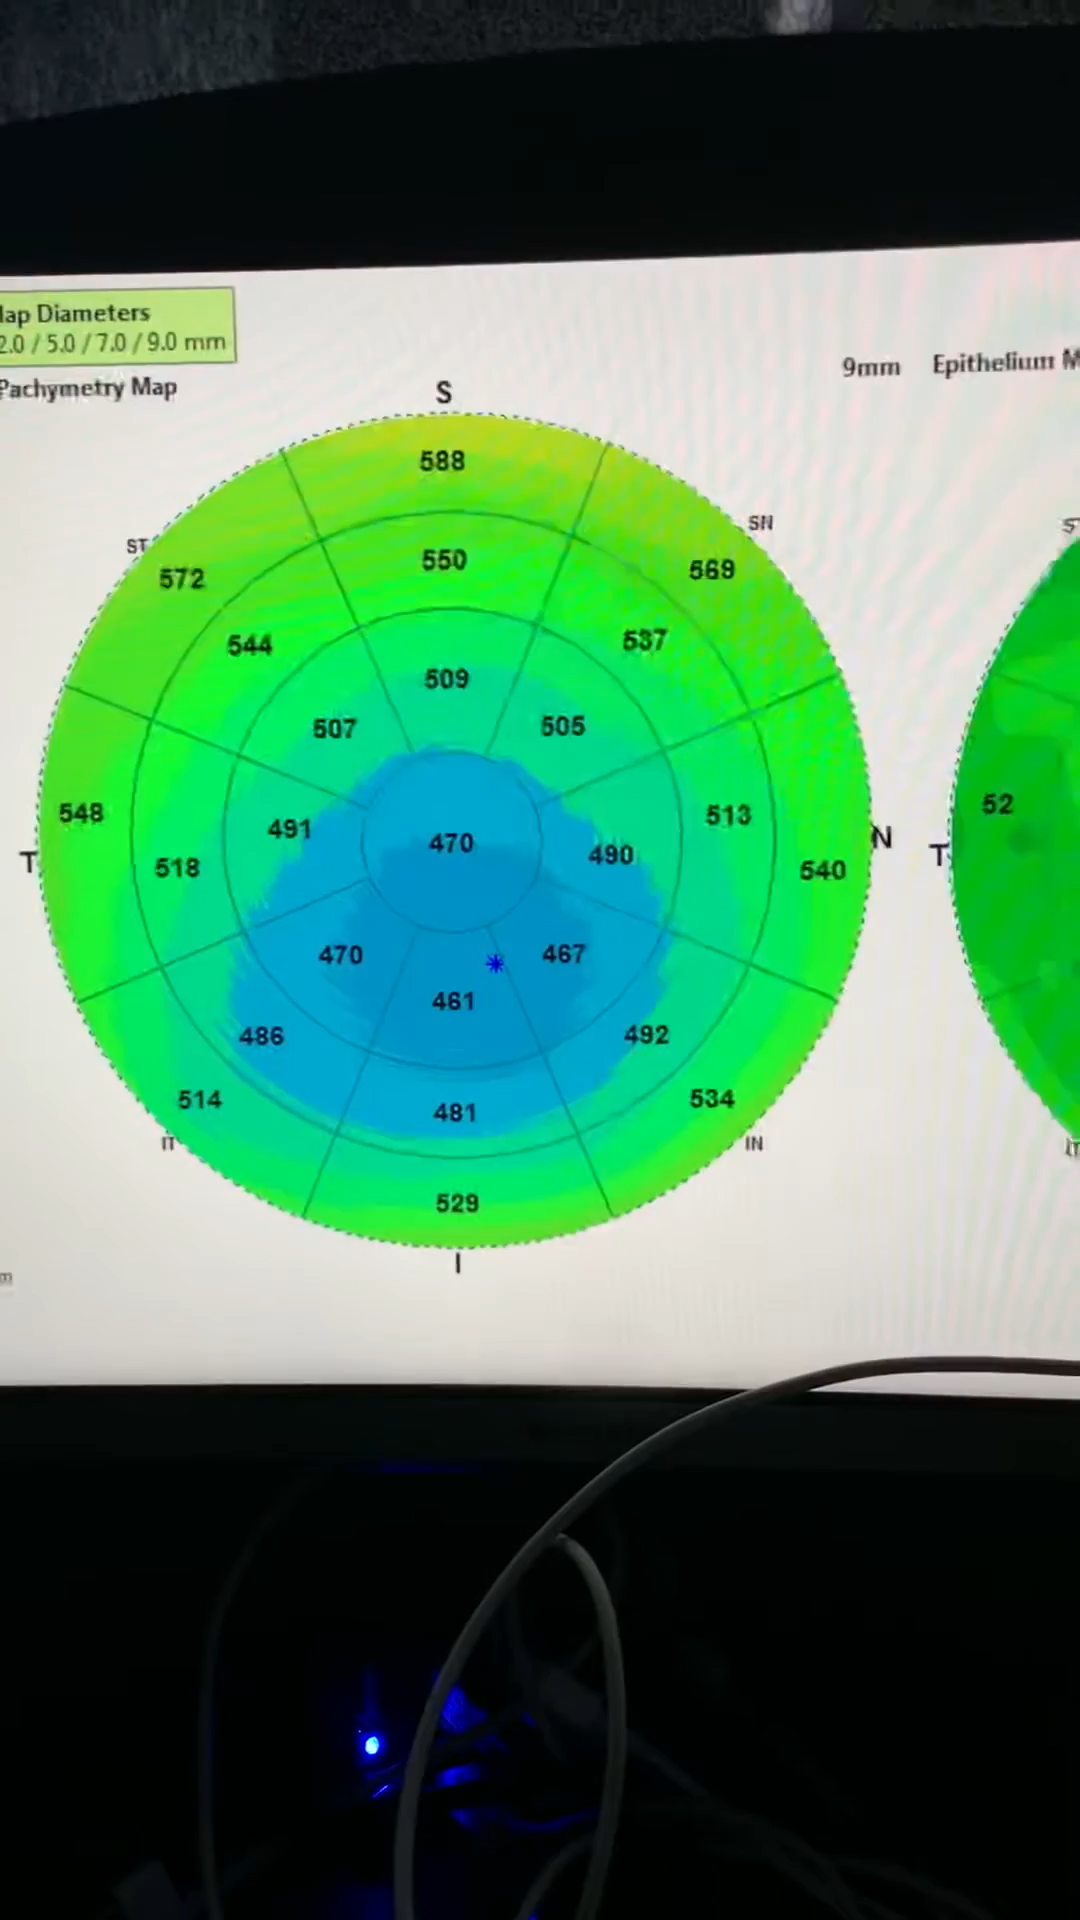 Map Diameters
2.0 / 5.0 / 7.0 / 9.0 mm
Pachymetry Map
9mm Epithelium M
S
588
ST
SN
572
550
569
544
537
509
507
505
548
491
470
490
513
518
540
T
N
T
52
470
467
461
486
492
514
481
534
IT
IN
529
I